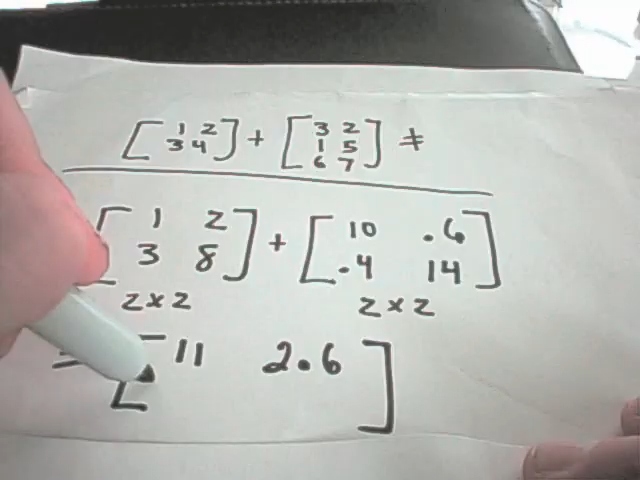 [ 1 2 ] + [ 3 2 ] ≠
3 4 1 5
6 7
[ 1 2 ] + [ 10 .6 ]
3 8 .4 14
2×2 2×2
= [ 11 2.6 ]